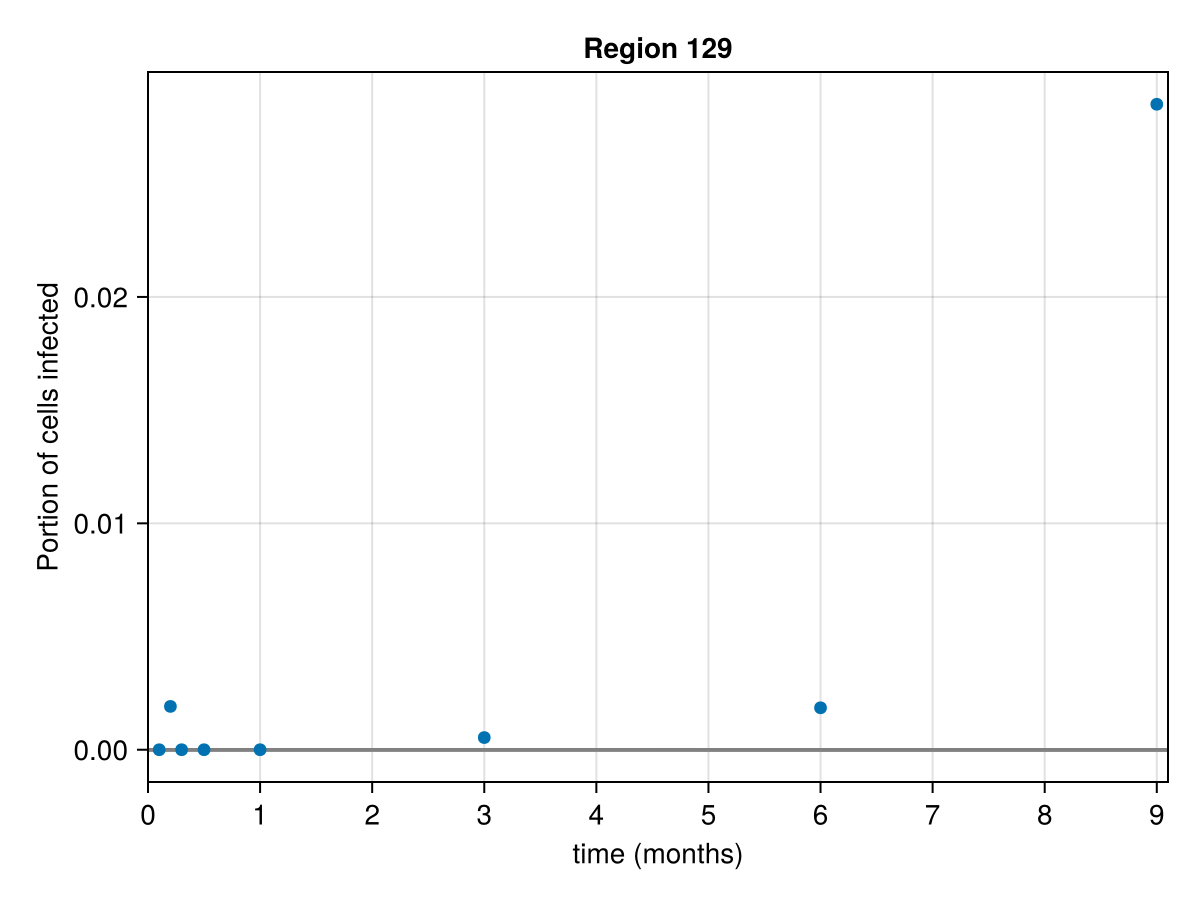 Region 129
Portion of cells infected
0.02
0.01
0.00
0 1 2 3 4 5 6 7 8 9
time (months)